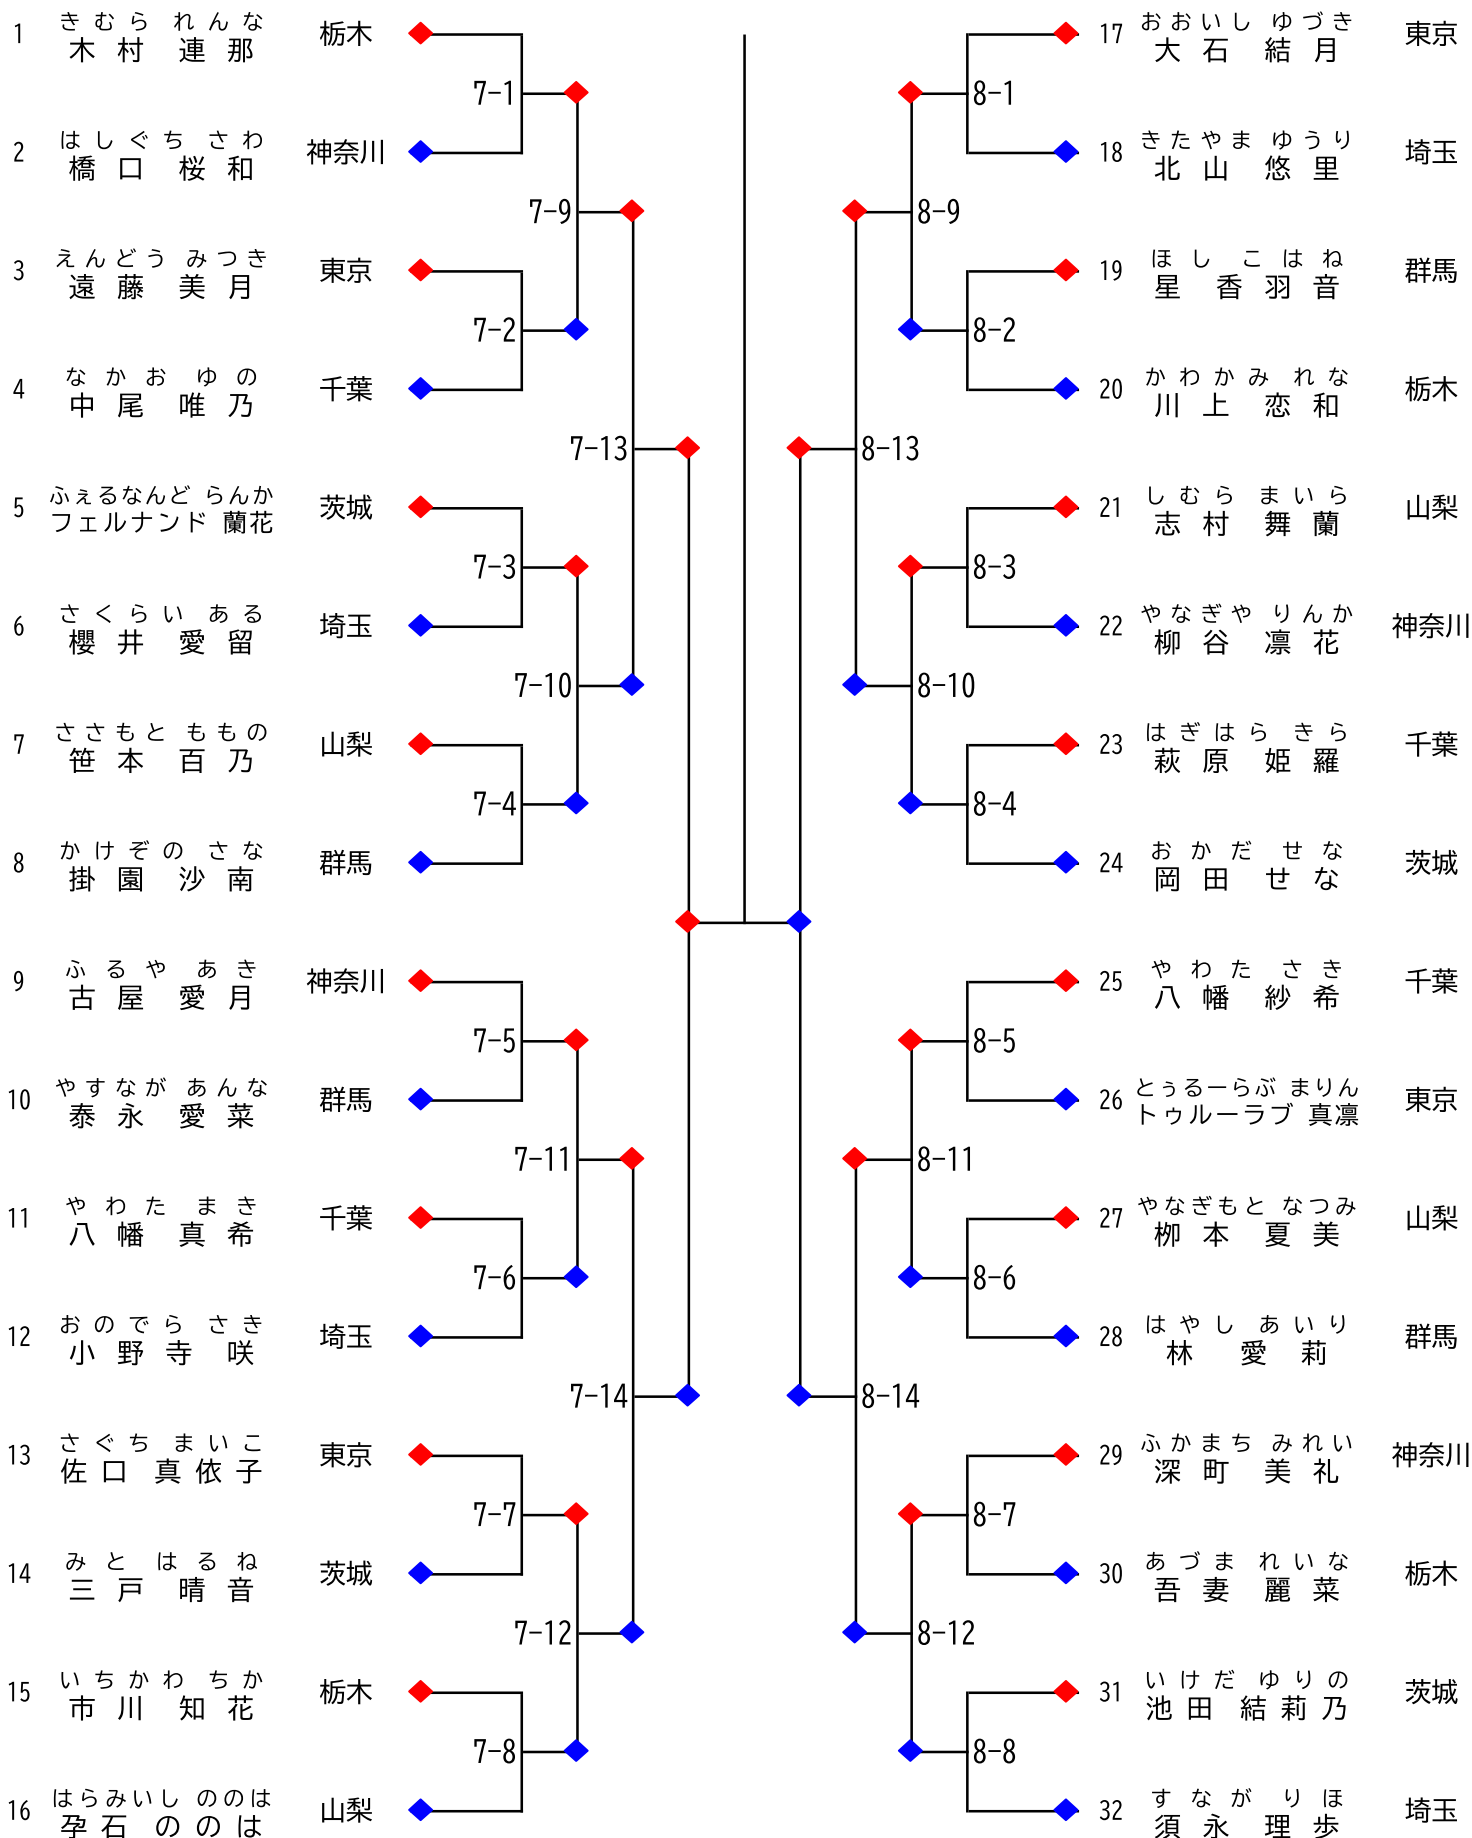 1 きむら れんな 栃木
木村 連那
7-1
2 はしぐち さわ 神奈川
橋口 桜和
7-9
3 えんどう みつき 東京
遠藤 美月
7-2
4 なかお ゆの 千葉
中尾 唯乃
7-13
5 ふぇるなんど らんか 茨城
フェルナンド 蘭花
7-3
6 さくらい ある 埼玉
櫻井 愛留
7-10
7 ささもと ももの 山梨
笹本 百乃
7-4
8 かけぞの さな 群馬
掛園 沙南
9 ふるや あき 神奈川
古屋 愛月
7-5
10 やすなが あんな 群馬
泰永 愛菜
7-11
11 やわた まき 千葉
八幡 真希
7-6
12 おのでら さき 埼玉
小野寺 咲
7-14
13 さぐち まいこ 東京
佐口 真依子
7-7
14 みと はるね 茨城
三戸 晴音
7-12
15 いちかわ ちか 栃木
市川 知花
7-8
16 はらみいし ののは 山梨
孕石 ののは
17 おおいし ゆづき 東京
大石 結月
8-1
18 きたやま ゆうり 埼玉
北山 悠里
8-9
19 ほし こはね 群馬
星 香羽音
8-2
20 かわかみ れな 栃木
川上 恋和
8-13
21 しむら まいら 山梨
志村 舞蘭
8-3
22 やなぎや りんか 神奈川
柳谷 凛花
8-10
23 はぎはら きら 千葉
萩原 姫羅
8-4
24 おかだ せな 茨城
岡田 せな
25 やわた さき 千葉
八幡 紗希
8-5
26 とぅるーらぶ まりん 東京
トゥルーラブ 真凛
8-11
27 やなぎもと なつみ 山梨
栁本 夏美
8-6
28 はやし あいり 群馬
林 愛莉
8-14
29 ふかまち みれい 神奈川
深町 美礼
8-7
30 あづま れいな 栃木
吾妻 麗菜
8-12
31 いけだ ゆりの 茨城
池田 結莉乃
8-8
32 すなが りほ 埼玉
須永 理歩